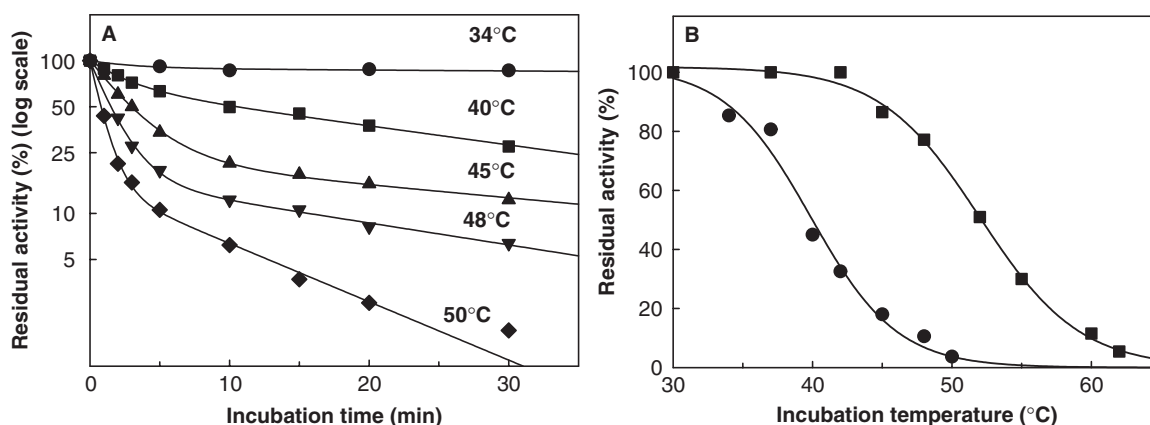 A
Residual activity (%) (log scale)
100
50
25
10
5
34°C
40°C
45°C
48°C
50°C
0
10
20
30
Incubation time (min)
B
Residual activity (%)
100
80
60
40
20
0
30
40
50
60
Incubation temperature (°C)